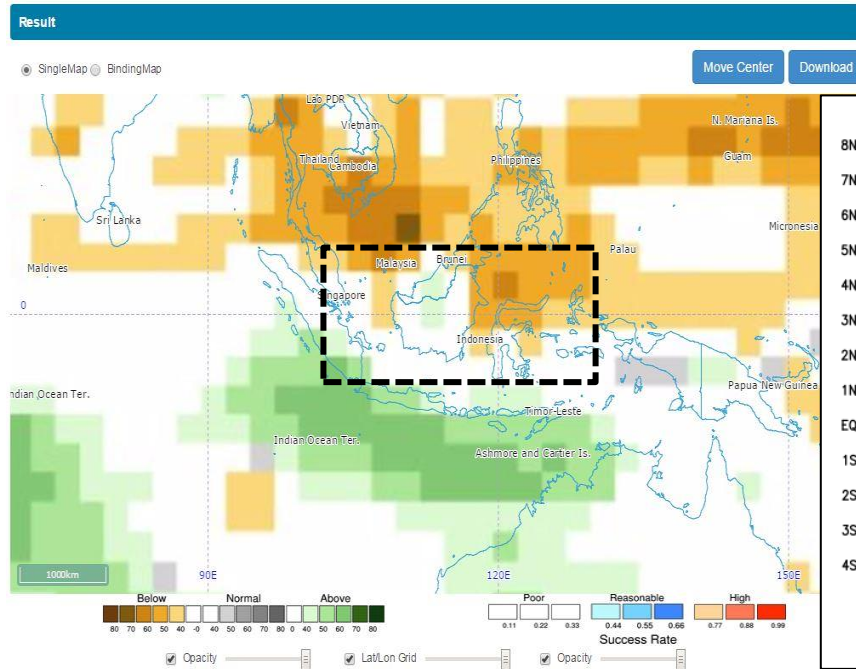 Result
SingleMap BindingMap
Move Center Download
Lao PDR
Vietnam
N. Mariana Is.
8N
Thailand Cambodia
Philippines
Guam
7N
Sri Lanka
6N
Micronesia
Maldives
Malaysia
Brunei
Palau
5N
4N
0
Singapore
3N
Indonesia
2N
ndian Ocean Ter.
Papua New Guinea
1N
Timor-Leste
EQ
Indian Ocean Ter.
Ashmore and Cartier Is.
1S
2S
3S
4S
1000km
90E
120E
150E
Below Normal Above
80 70 60 50 40 -0 40 50 60 70 80 0 40 50 60 70 80
Poor Reasonable High
0.11 0.22 0.33 0.44 0.55 0.66 0.77 0.88 0.99
Success Rate
Opacity Lat/Lon Grid Opacity